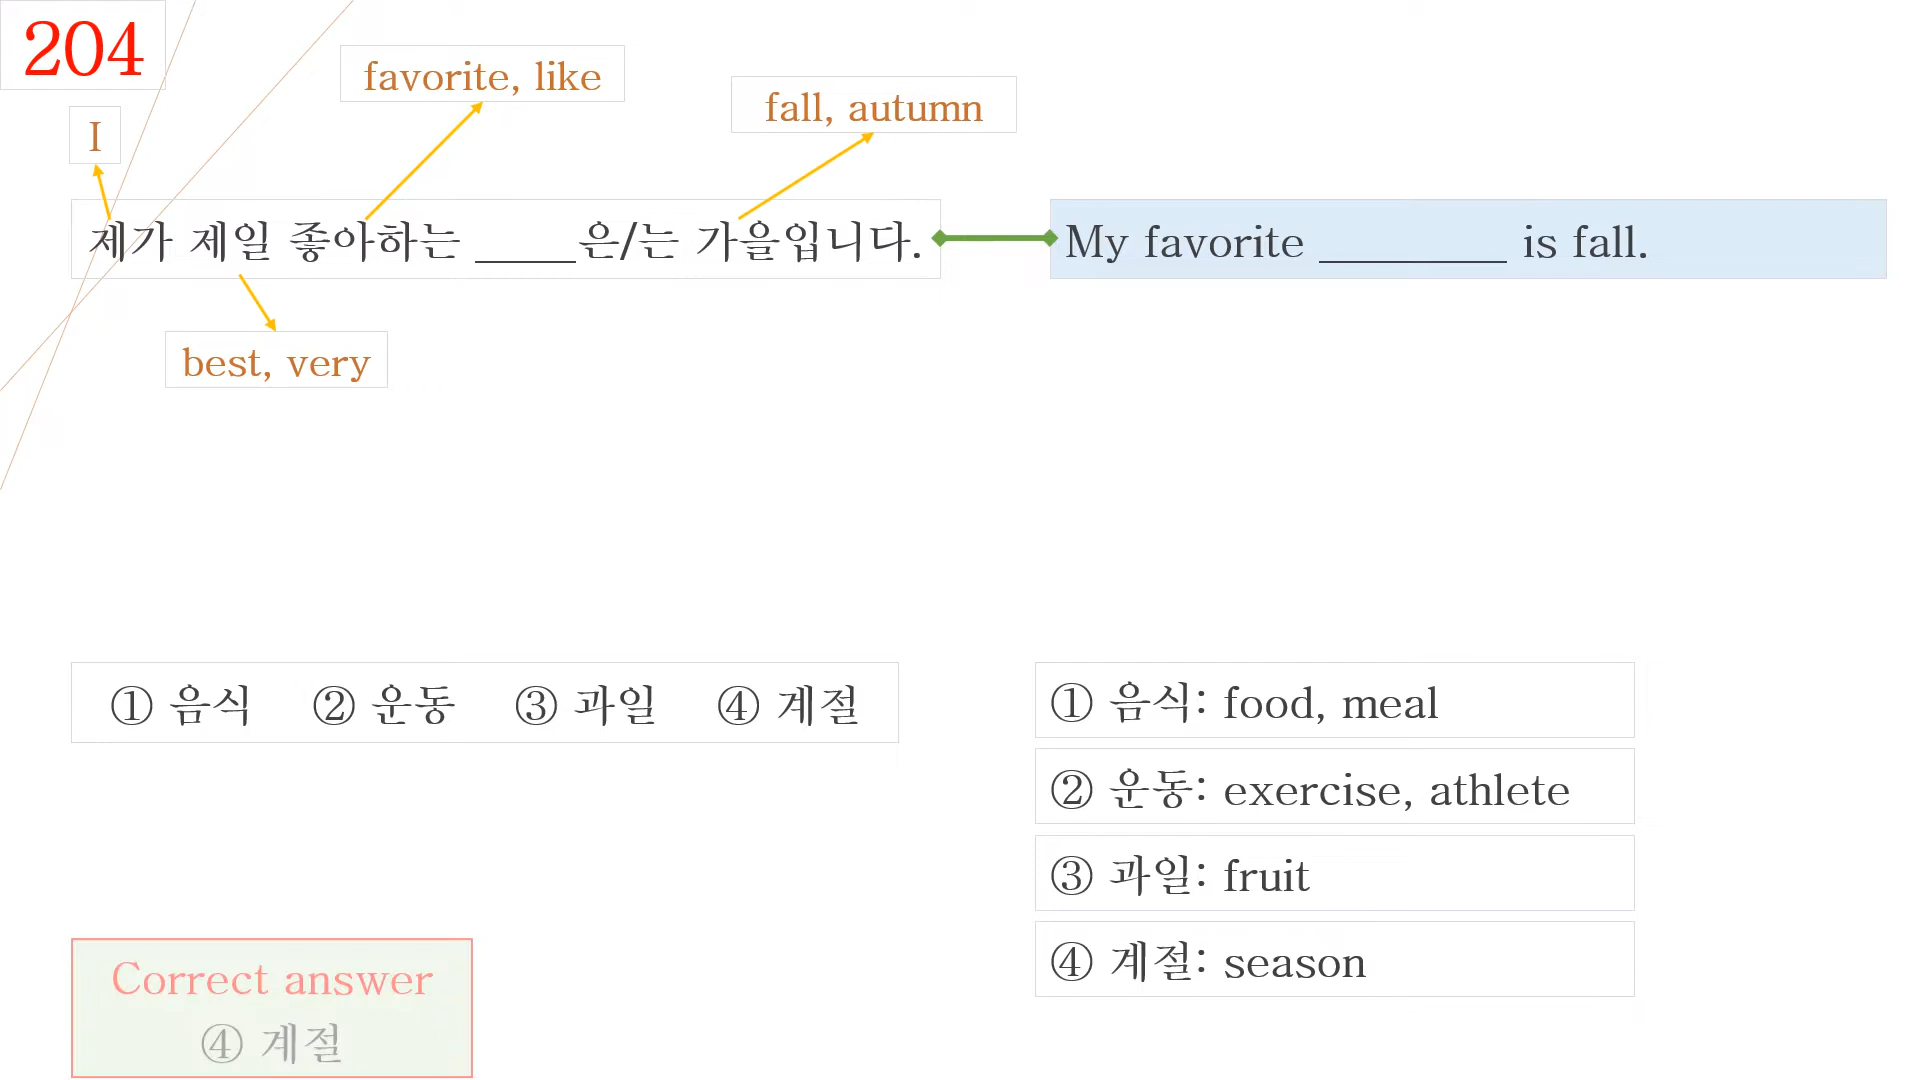 204
favorite, like
fall, autumn
I
제가 제일 좋아하는 ____은/는 가을입니다.
My favorite ________ is fall.
best, very
① 음식 ② 운동 ③ 과일 ④ 계절
① 음식: food, meal
② 운동: exercise, athlete
③ 과일: fruit
④ 계절: season
Correct answer
④ 계절